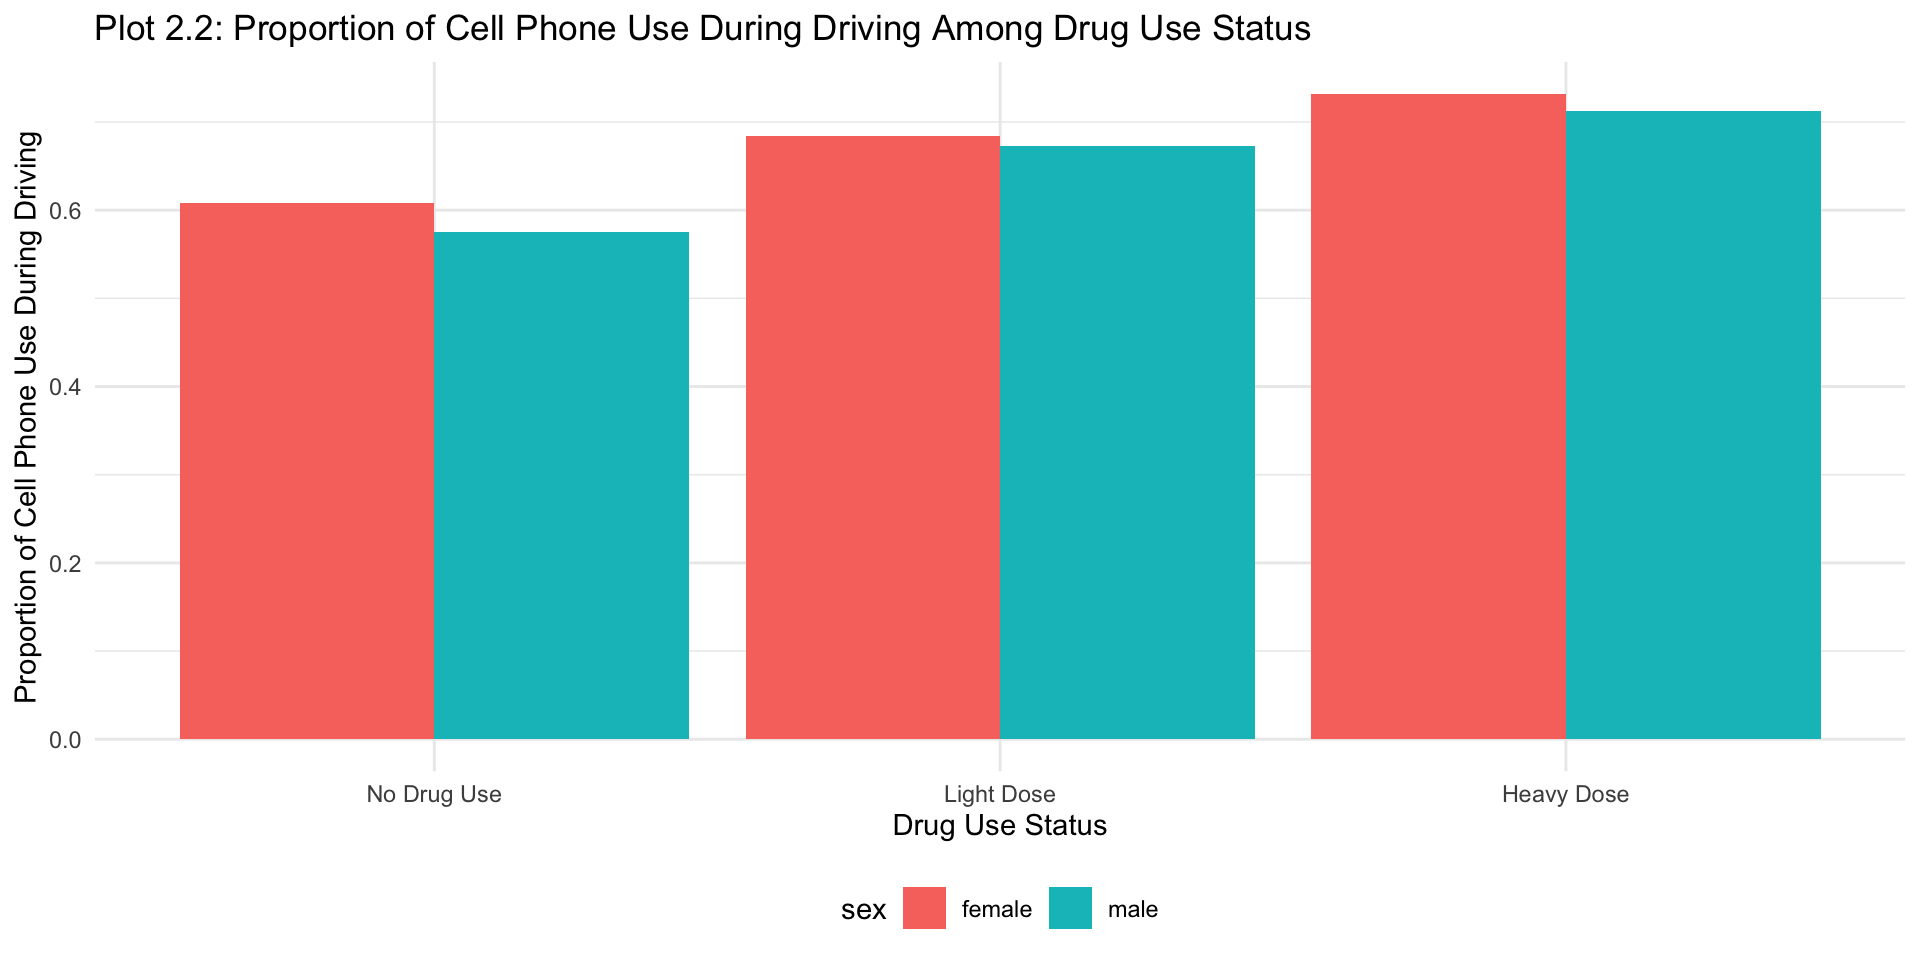 Plot 2.2: Proportion of Cell Phone Use During Driving Among Drug Use Status
Proportion of Cell Phone Use During Driving
0.6
0.4
0.2
0.0
No Drug Use
Light Dose
Heavy Dose
Drug Use Status
sex
female
male